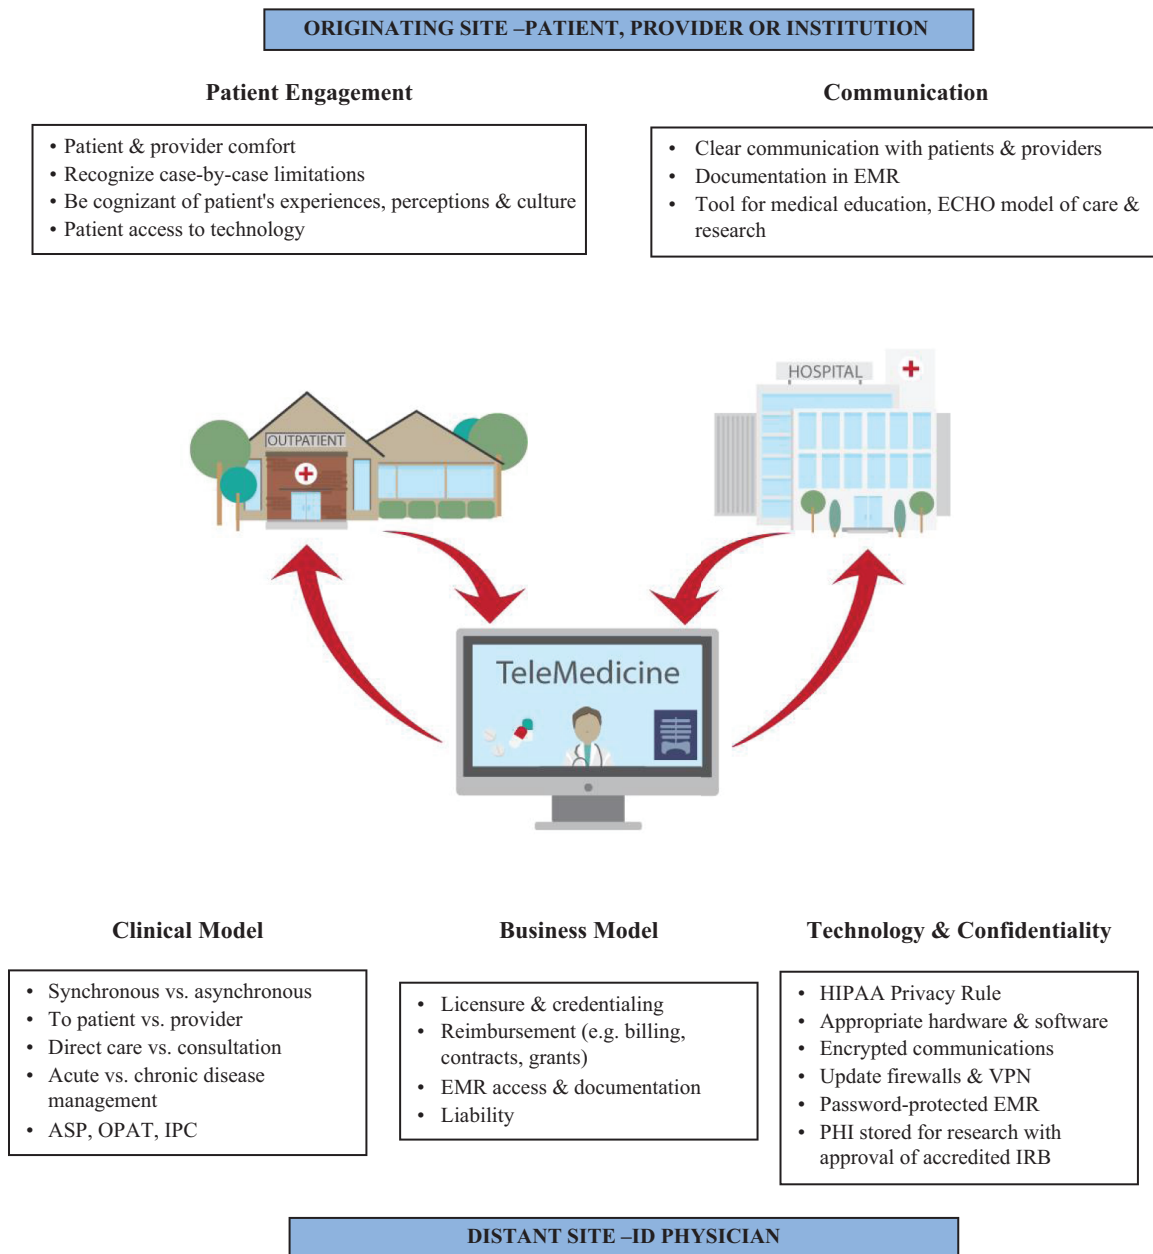 ORIGINATING SITE –PATIENT, PROVIDER OR INSTITUTION
Patient Engagement
• Patient & provider comfort
• Recognize case-by-case limitations
• Be cognizant of patient's experiences, perceptions & culture
• Patient access to technology
Communication
• Clear communication with patients & providers
• Documentation in EMR
• Tool for medical education, ECHO model of care &
research
OUTPATIENT
HOSPITAL
TeleMedicine
Clinical Model
• Synchronous vs. asynchronous
• To patient vs. provider
• Direct care vs. consultation
• Acute vs. chronic disease
management
• ASP, OPAT, IPC
Business Model
• Licensure & credentialing
• Reimbursement (e.g. billing,
contracts, grants)
• EMR access & documentation
• Liability
Technology & Confidentiality
• HIPAA Privacy Rule
• Appropriate hardware & software
• Encrypted communications
• Update firewalls & VPN
• Password-protected EMR
• PHI stored for research with
approval of accredited IRB
DISTANT SITE –ID PHYSICIAN